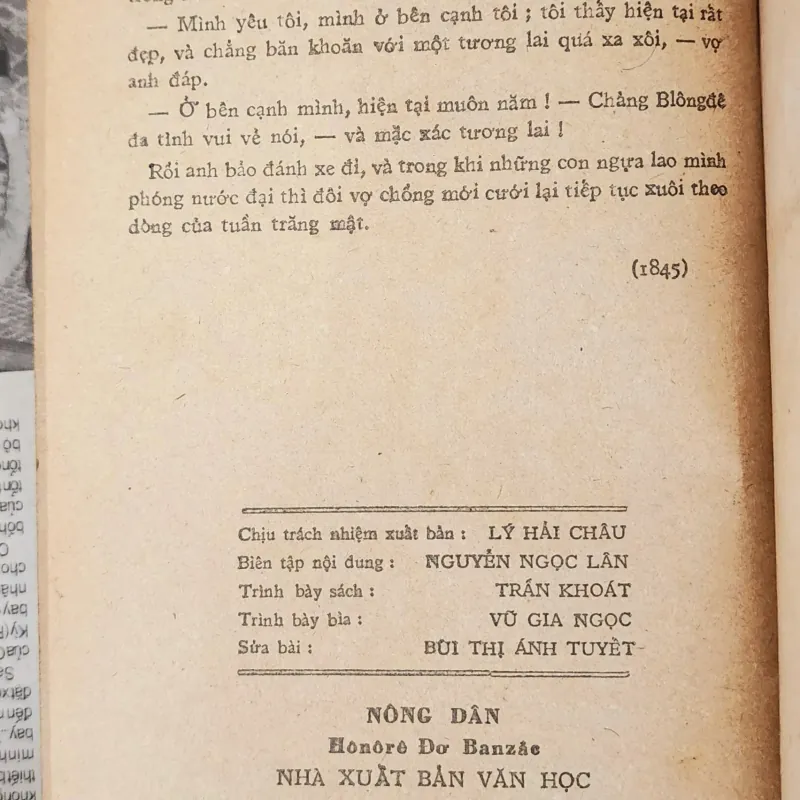 — Mình yêu tôi, mình ở bên cạnh tôi ; tôi thấy hiện tại rất
đẹp, và chẳng băn khoăn với một tương lai quá xa xôi, — vợ
anh đáp.
— Ở bên cạnh mình, hiện tại muôn năm ! — Chàng Blôngđê
đa tình vui vẻ nói, — và mặc xác tương lai !
Rồi anh bảo đánh xe đi, và trong khi những con ngựa lao mình
phóng nước đại thì đôi vợ chồng mới cưới lại tiếp tục xuôi theo
dòng của tuần trăng mật.
(1845)
Chịu trách nhiệm xuất bản : LÝ HẢI CHÂU
Biên tập nội dung : NGUYỄN NGỌC LÂN
Trình bày sách : TRẦN KHOÁT
Trình bày bìa : VŨ GIA NGỌC
Sửa bài : BÙI THỊ ÁNH TUYẾT
NÔNG DÂN
Hônôrê Đơ Banzắc
NHÀ XUẤT BẢN VĂN HỌC